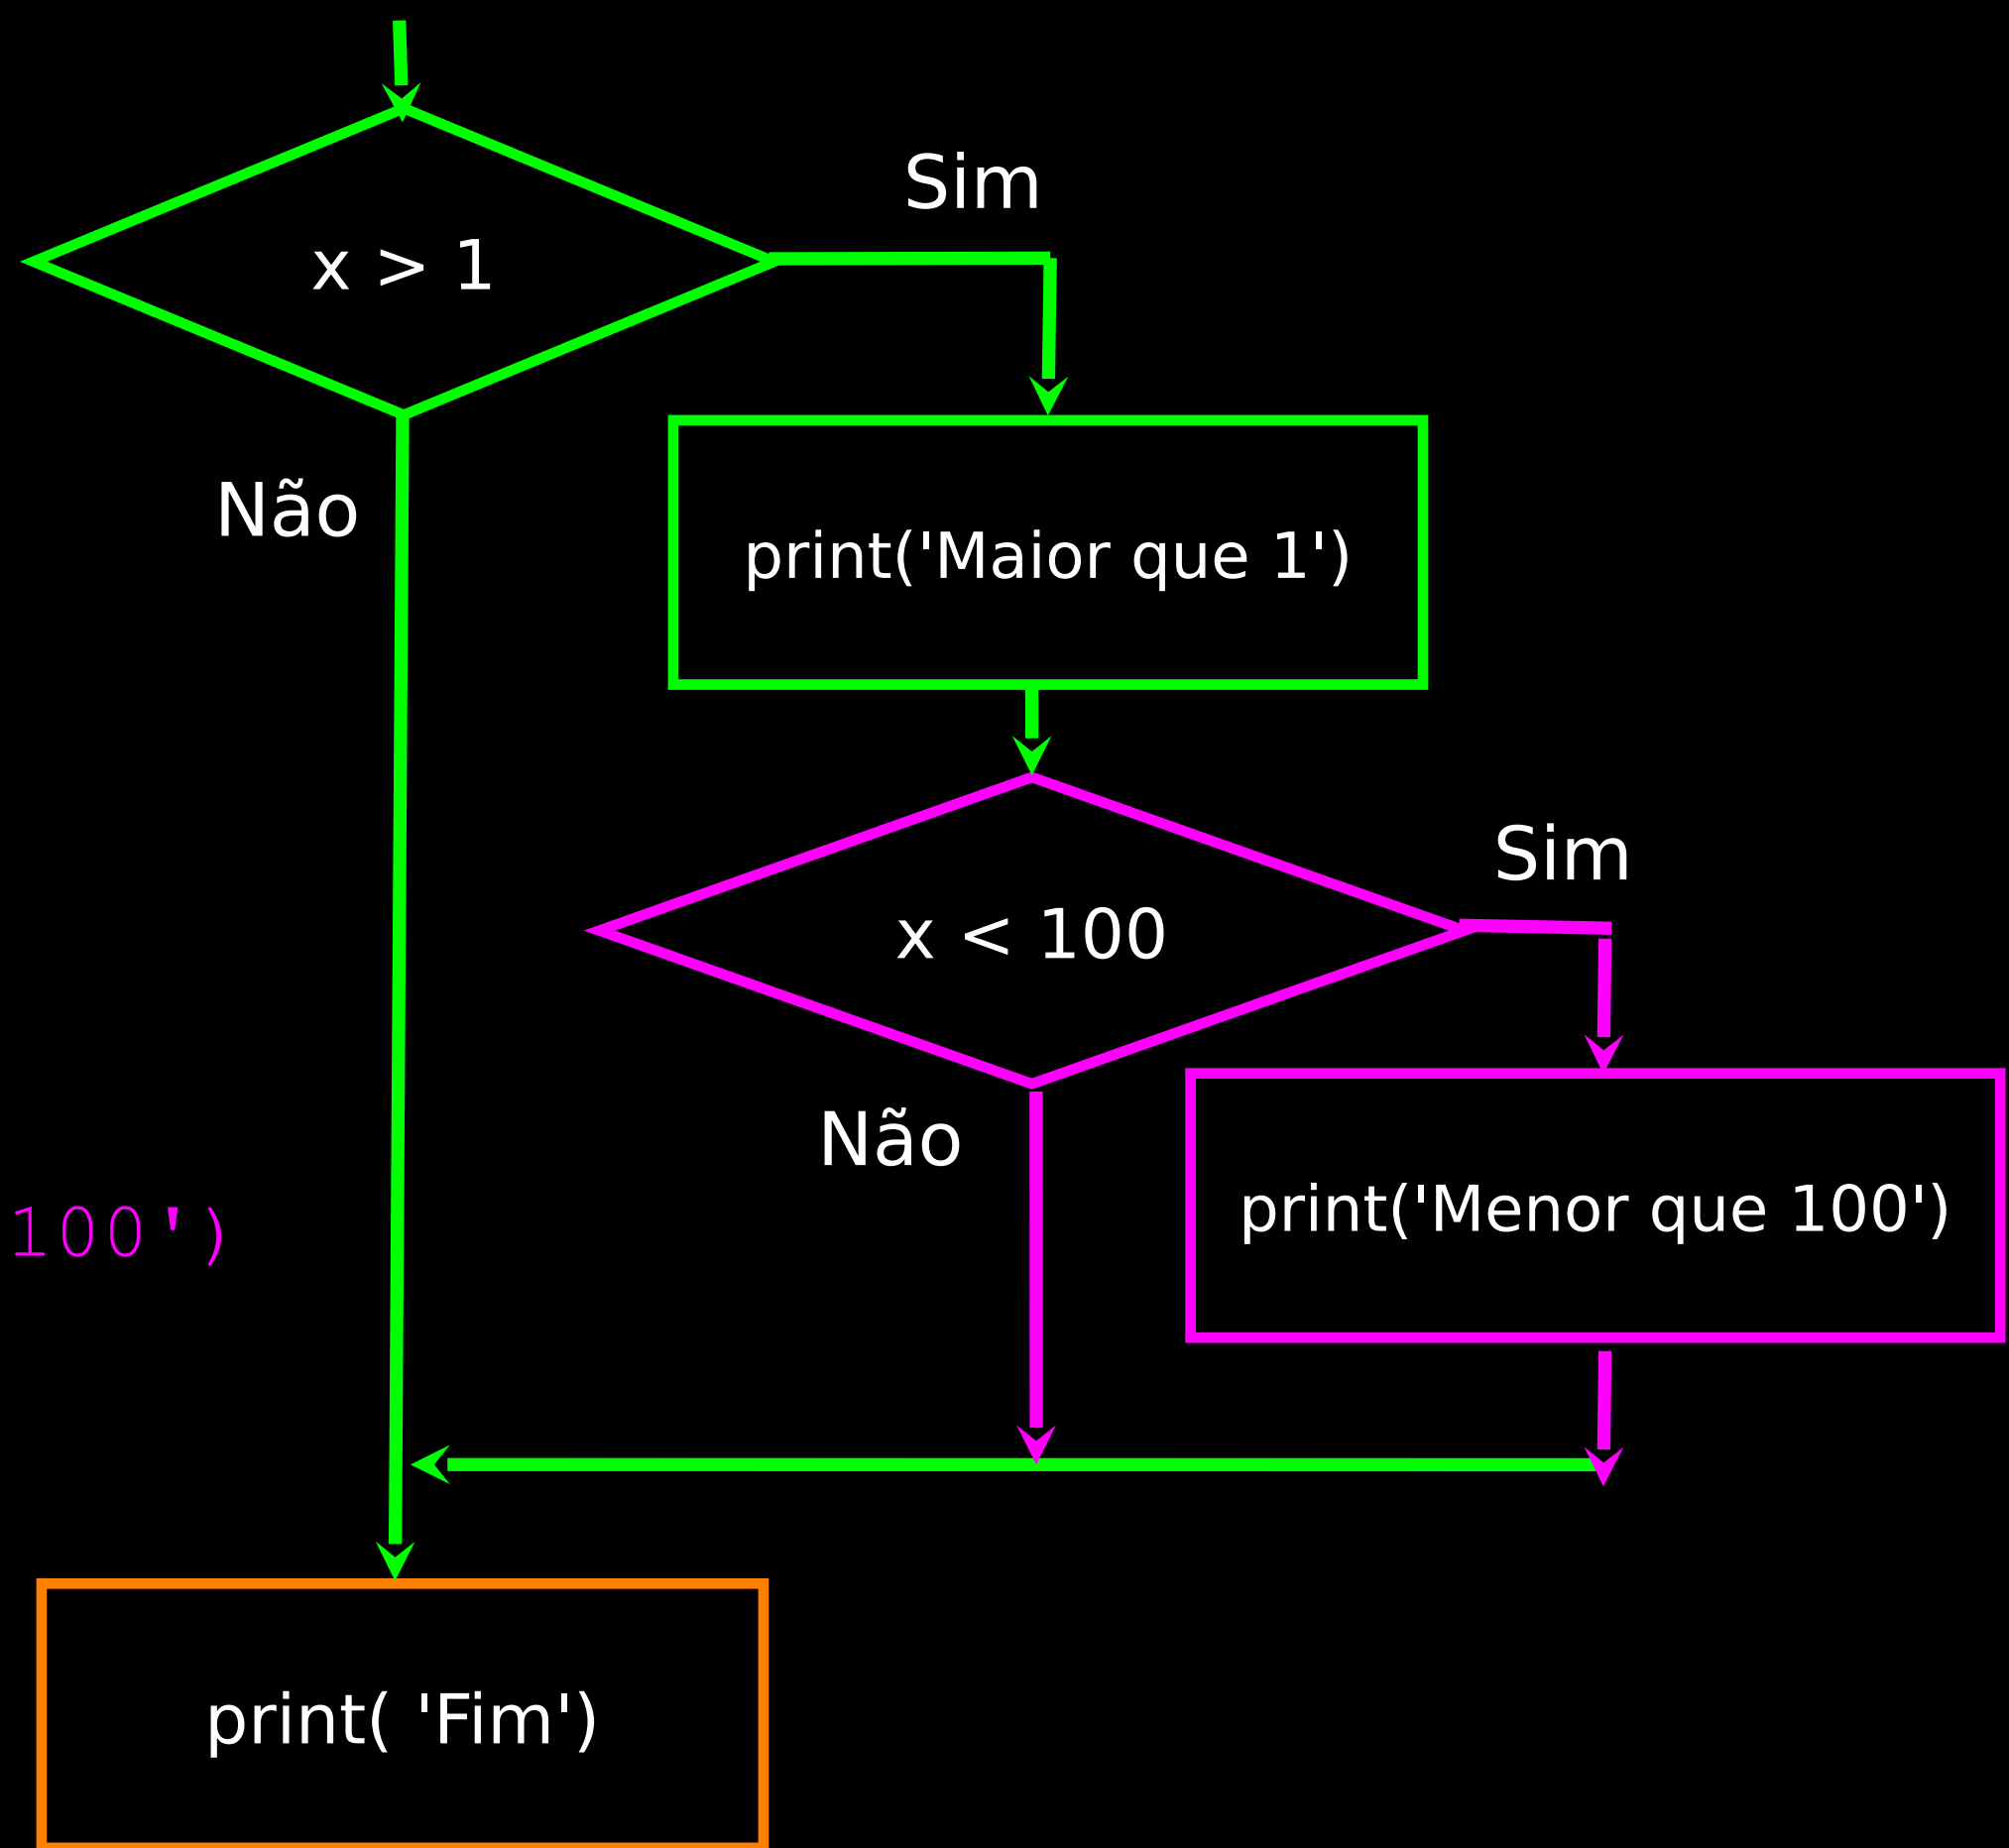 Sim
x > 1
Não
print('Maior que 1')
Sim
x < 100
Não
print('Menor que 100')
100')
print( 'Fim')